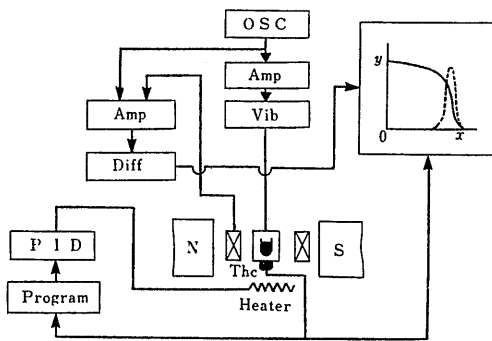 OSC
Amp
Vib
Amp
Diff
y
0
x
N
S
P I D
Thc
Program
Heater